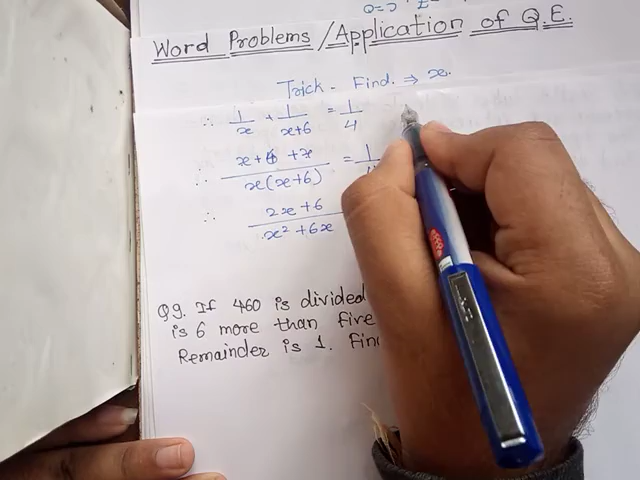 Word Problems / Application of Q.E.
Trick - Find. ⇒ x.
∴ 1/x + 1/x+6 = 1/4
∴ x+6 +x / x(x+6) = 1/
∴ 2x+6 / x² +6x
Q9. If 460 is divided
is 6 more than five
Remainder is 1. Fin